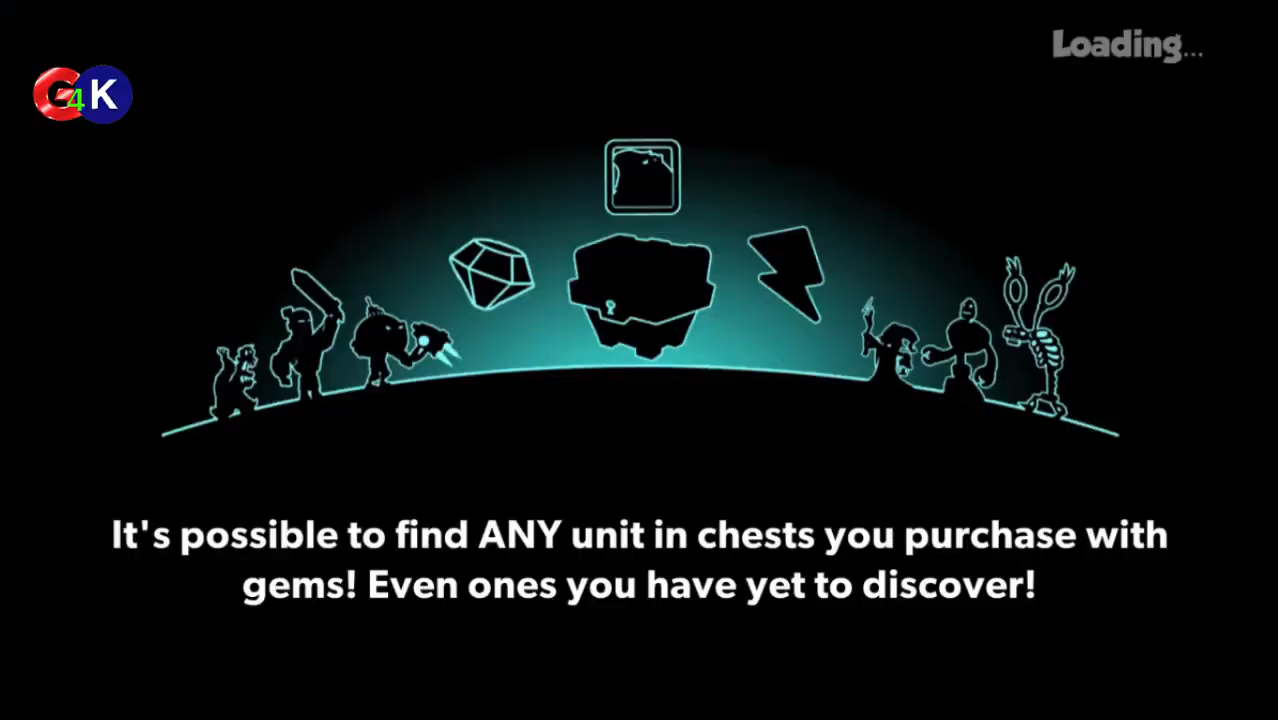 Loading...
G4K
It's possible to find ANY unit in chests you purchase with
gems! Even ones you have yet to discover!